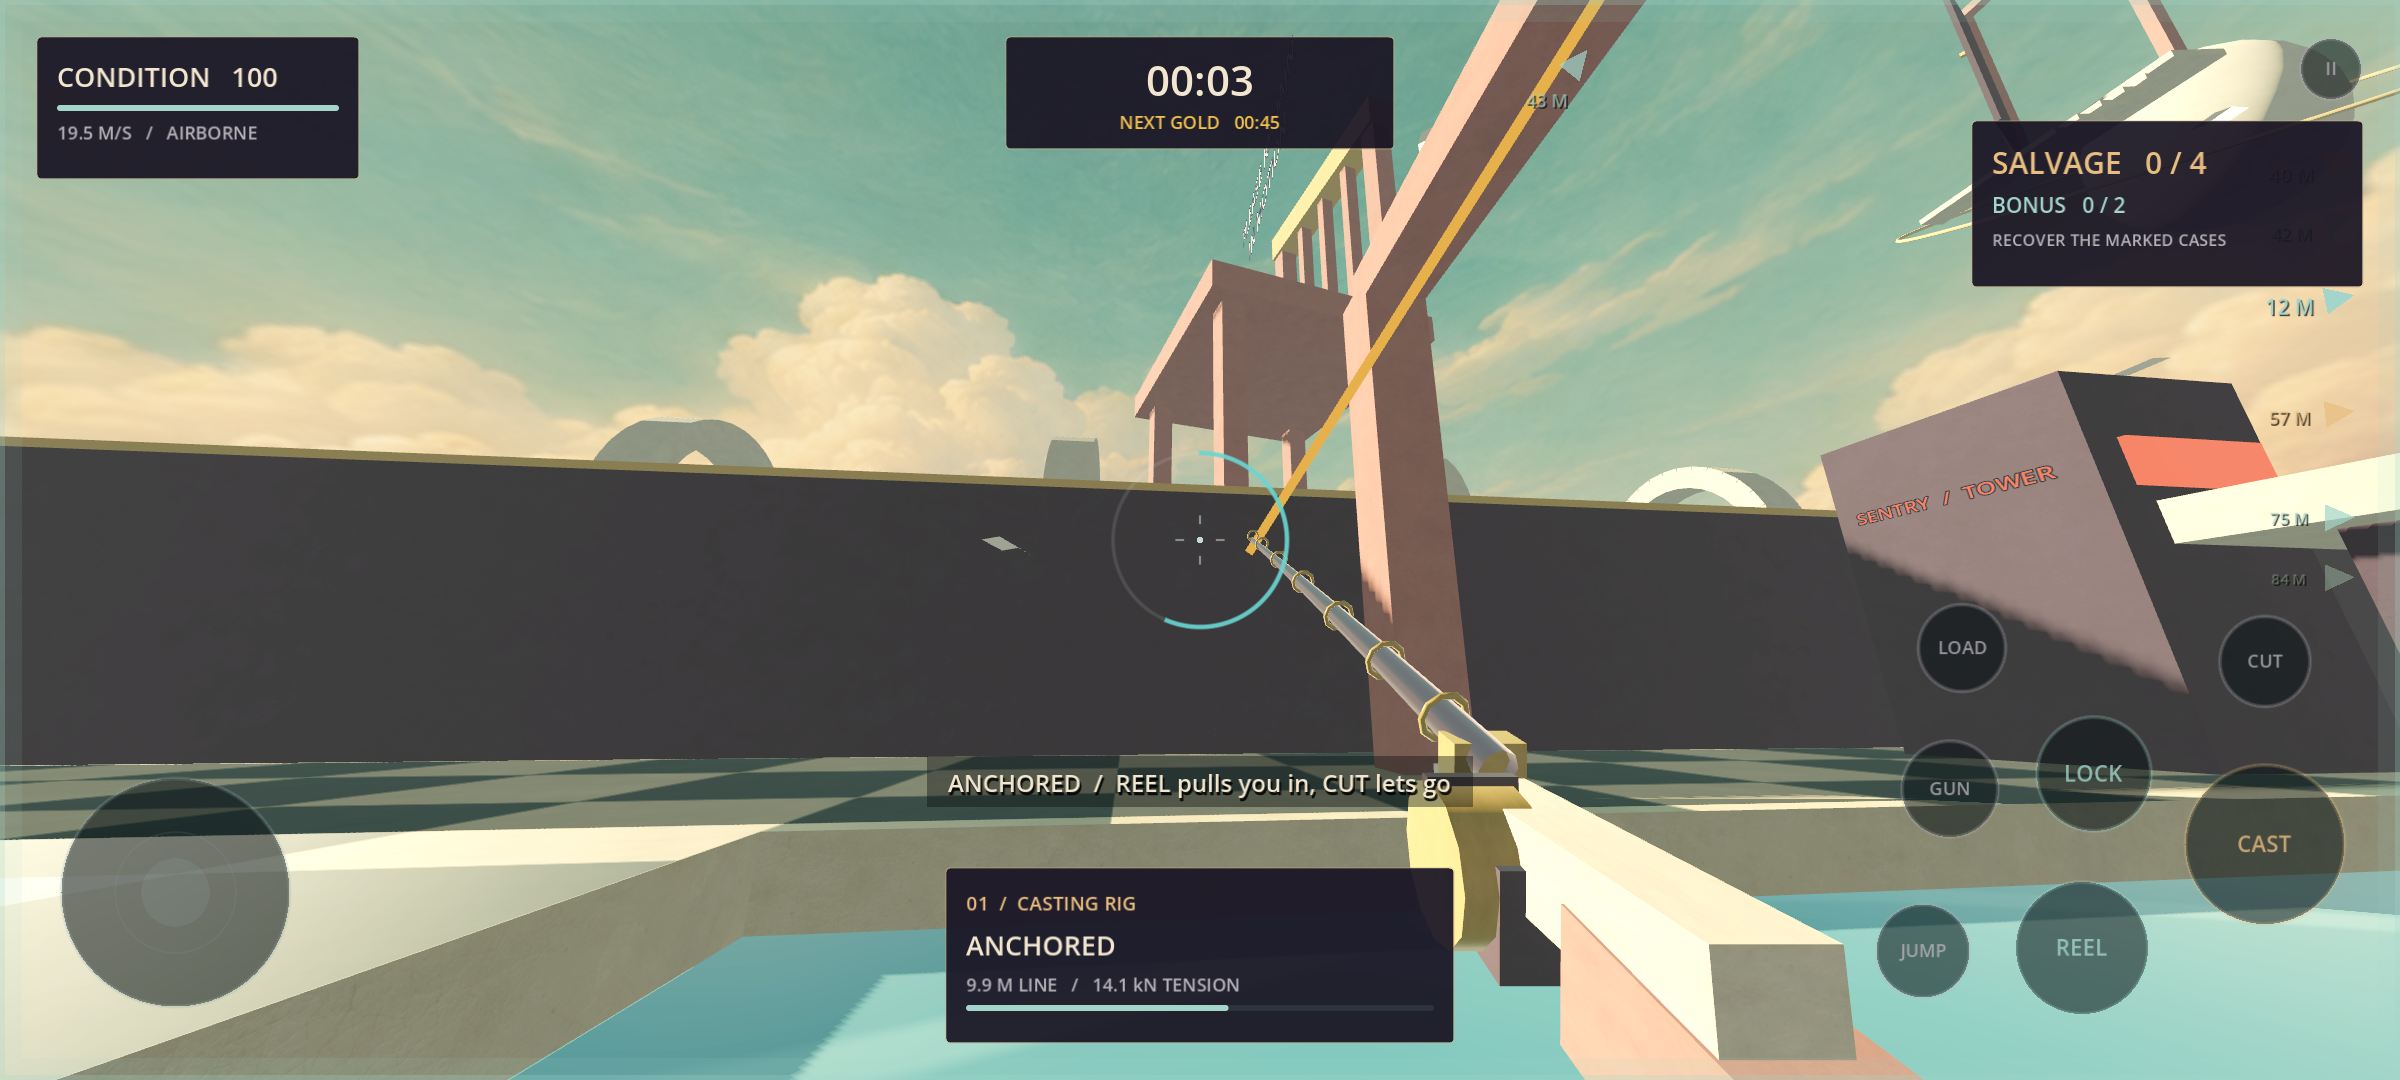 CONDITION 100
19.5 M/S / AIRBORNE
00:03
NEXT GOLD 00:45
43 M
SALVAGE 0 / 4
BONUS 0 / 2
RECOVER THE MARKED CASES
40 M
42 M
12 M
57 M
SENTRY / TOWER
75 M
84 M
LOAD
CUT
LOCK
GUN
CAST
JUMP
REEL
ANCHORED / REEL pulls you in, CUT lets go
01 / CASTING RIG
ANCHORED
9.9 M LINE / 14.1 kN TENSION